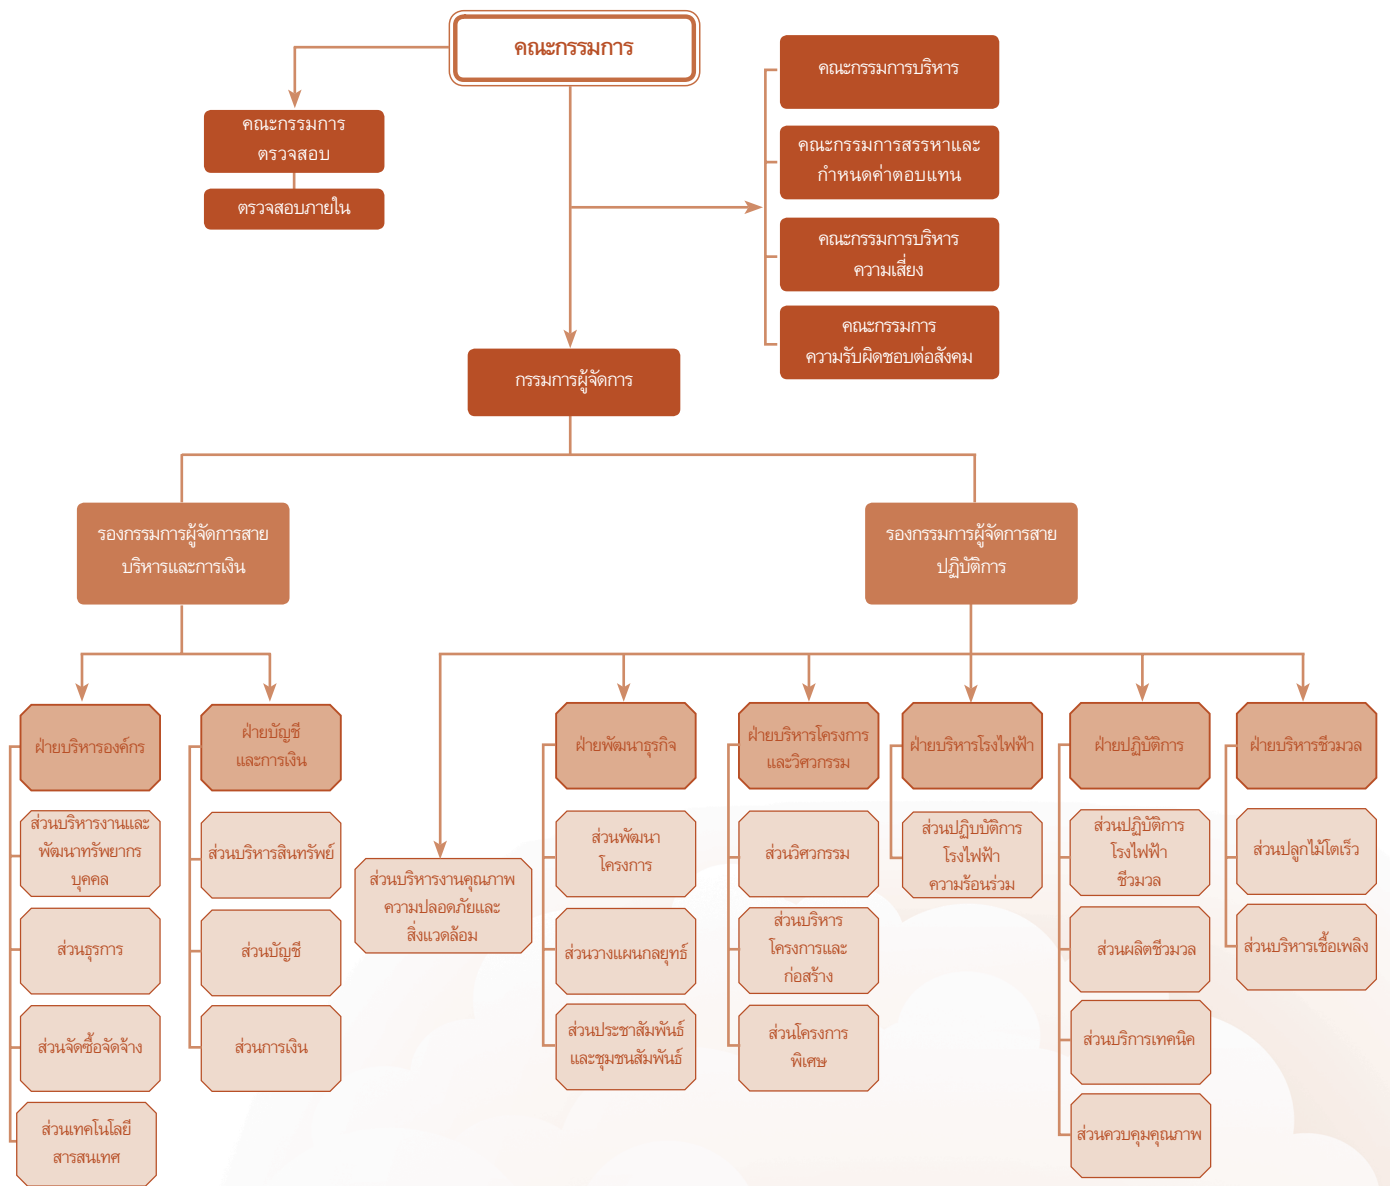 คณะกรรมการ
คณะกรรมการ
ตรวจสอบ
ตรวจสอบภายใน
คณะกรรมการบริหาร
คณะกรรมการสรรหาและ
กำหนดค่าตอบแทน
คณะกรรมการบริหาร
ความเสี่ยง
คณะกรรมการ
ความรับผิดชอบต่อสังคม
กรรมการผู้จัดการ
รองกรรมการผู้จัดการสาย
บริหารและการเงิน
รองกรรมการผู้จัดการสาย
ปฏิบัติการ
ฝ่ายบริหารองค์กร
ส่วนบริหารงานและ
พัฒนาทรัพยากร
บุคคล
ส่วนธุรการ
ส่วนจัดซื้อจัดจ้าง
ส่วนเทคโนโลยี
สารสนเทศ
ฝ่ายบัญชี
และการเงิน
ส่วนบริหารสินทรัพย์
ส่วนบัญชี
ส่วนการเงิน
ส่วนบริหารงานคุณภาพ
ความปลอดภัยและ
สิ่งแวดล้อม
ฝ่ายพัฒนาธุรกิจ
ส่วนพัฒนา
โครงการ
ส่วนวางแผนกลยุทธ์
ส่วนประชาสัมพันธ์
และชุมชนสัมพันธ์
ฝ่ายบริหารโครงการ
และวิศวกรรม
ส่วนวิศวกรรม
ส่วนบริหาร
โครงการและ
ก่อสร้าง
ส่วนโครงการ
พิเศษ
ฝ่ายบริหารโรงไฟฟ้า
ส่วนปฏิบบัติการ
โรงไฟฟ้า
ความร้อนร่วม
ฝ่ายปฏิบัติการ
ส่วนปฏิบัติการ
โรงไฟฟ้า
ชีวมวล
ส่วนผลิตชีวมวล
ส่วนบริการเทคนิค
ส่วนควบคุมคุณภาพ
ฝ่ายบริหารชีวมวล
ส่วนปลูกไม้โตเร็ว
ส่วนบริหารเชื้อเพลิง